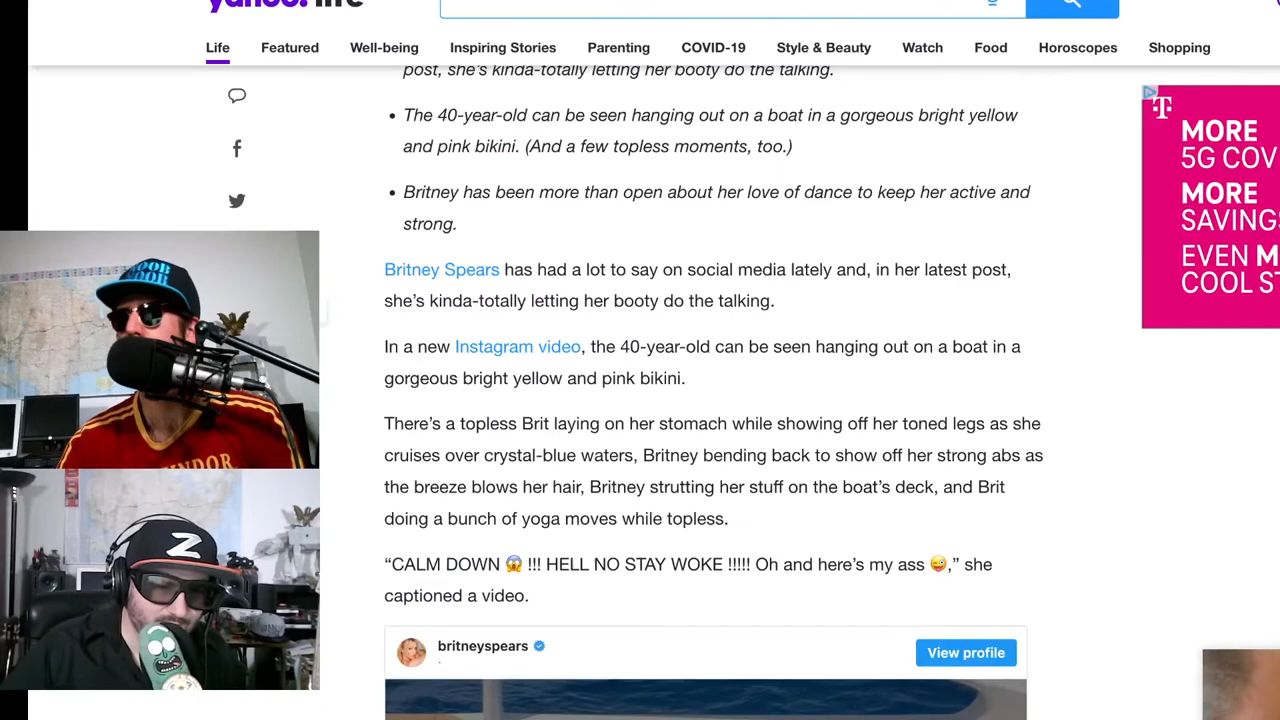 yahoo! life
Life Featured Well-being Inspiring Stories Parenting COVID-19 Style & Beauty Watch Food Horoscopes Shopping
post, she's kinda-totally letting her booty do the talking.
• The 40-year-old can be seen hanging out on a boat in a gorgeous bright yellow
and pink bikini. (And a few topless moments, too.)
• Britney has been more than open about her love of dance to keep her active and
strong.
Britney Spears has had a lot to say on social media lately and, in her latest post,
she's kinda-totally letting her booty do the talking.
In a new Instagram video, the 40-year-old can be seen hanging out on a boat in a
gorgeous bright yellow and pink bikini.
There’s a topless Brit laying on her stomach while showing off her toned legs as she
cruises over crystal-blue waters, Britney bending back to show off her strong abs as
the breeze blows her hair, Britney strutting her stuff on the boat’s deck, and Brit
doing a bunch of yoga moves while topless.
“CALM DOWN 😱 !!! HELL NO STAY WOKE !!!!! Oh and here’s my ass 😜,” she
captioned a video.
britneyspears
View profile
T
MORE
5G COV
MORE
SAVINGS
EVEN M
COOL ST
Z